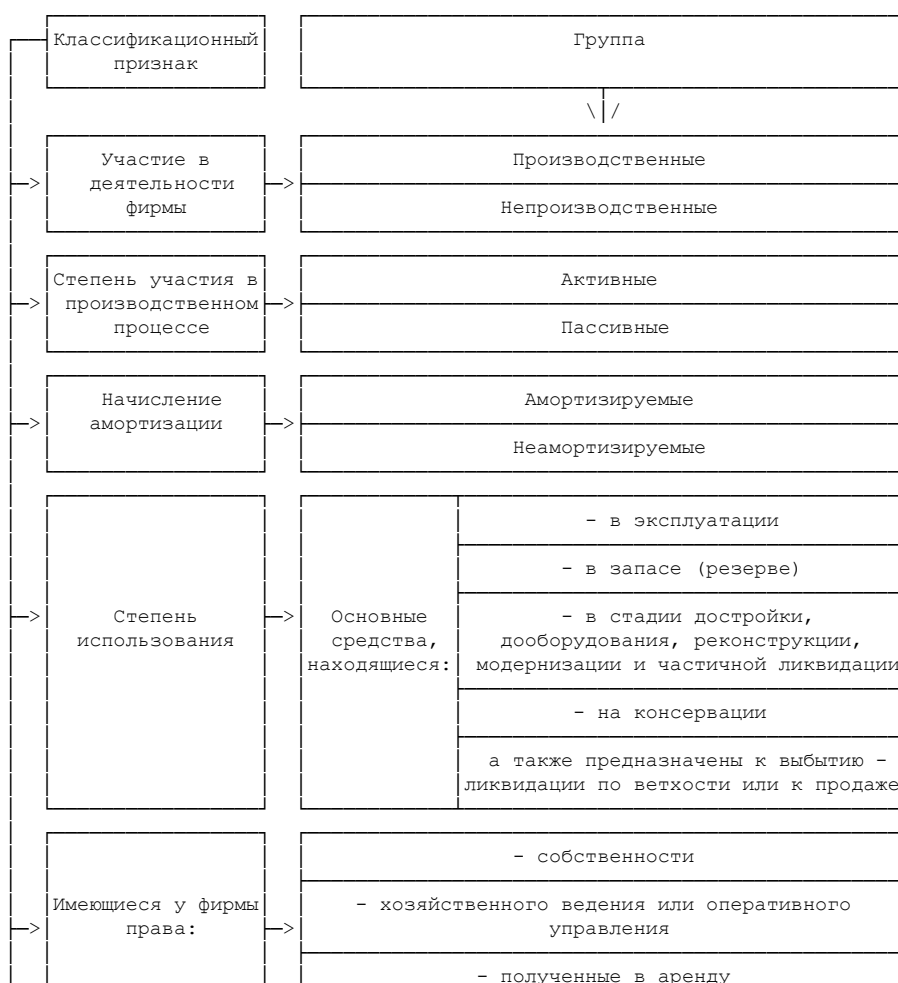 Классификационный
признак
Группа
Участие в
деятельности
фирмы
Производственные
Непроизводственные
Степень участия в
производственном
процессе
Активные
Пассивные
Начисление
амортизации
Амортизируемые
Неамортизируемые
Степень
использования
Основные
средства,
находящиеся:
- в эксплуатации
- в запасе (резерве)
- в стадии достройки,
дооборудования, реконструкции,
модернизации и частичной ликвидации
- на консервации
а также предназначены к выбытию -
ликвидации по ветхости или к продаже
Имеющиеся у фирмы
права:
- собственности
- хозяйственного ведения или оперативного
управления
- полученные в аренду